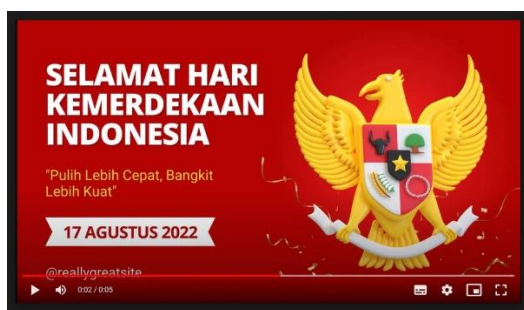 SELAMAT HARI
KEMERDEKAAN
INDONESIA
"Pulih Lebih Cepat, Bangkit
Lebih Kuat"
17 AGUSTUS 2022
@reallygreatsite
0:02 / 0:05